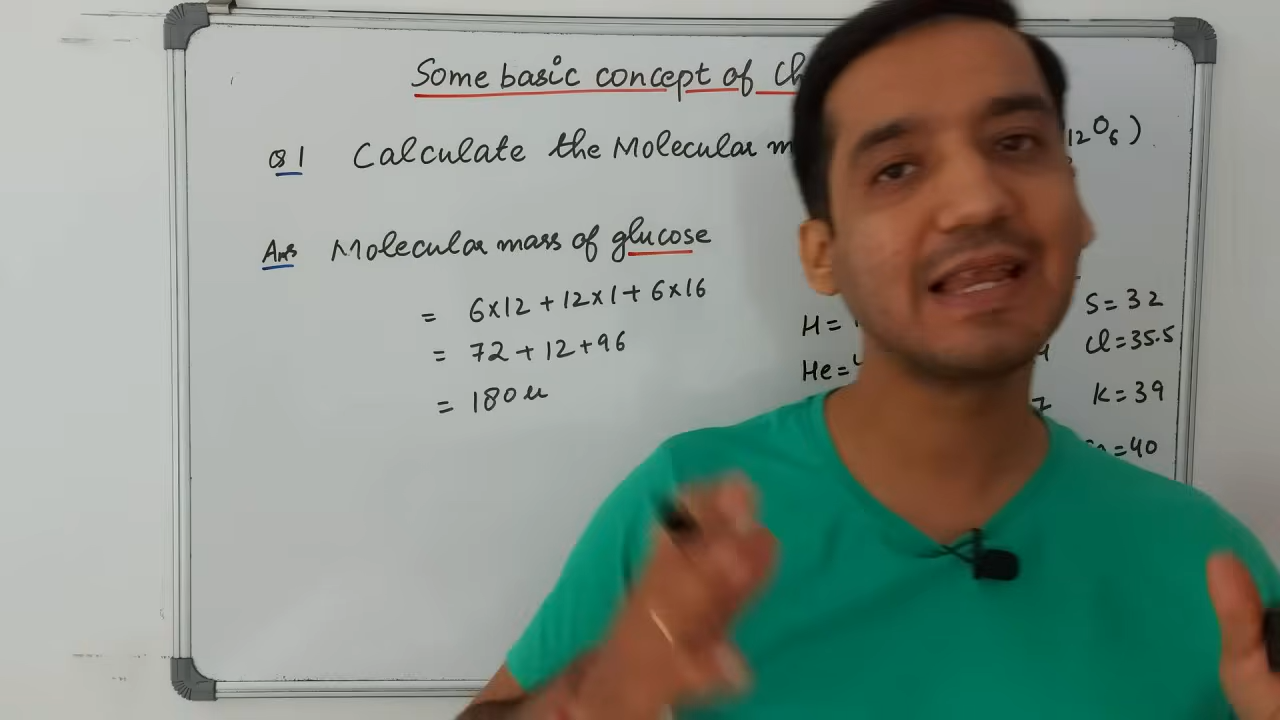 Some basic concept of Ch
Q1 Calculate the Molecular m 12O6)
Ans Molecular mass of glucose
= 6×12 + 12×1 + 6×16
= 72 + 12 + 96
= 180 u
H=
He=
S=32
Cl=35.5
K=39
=40